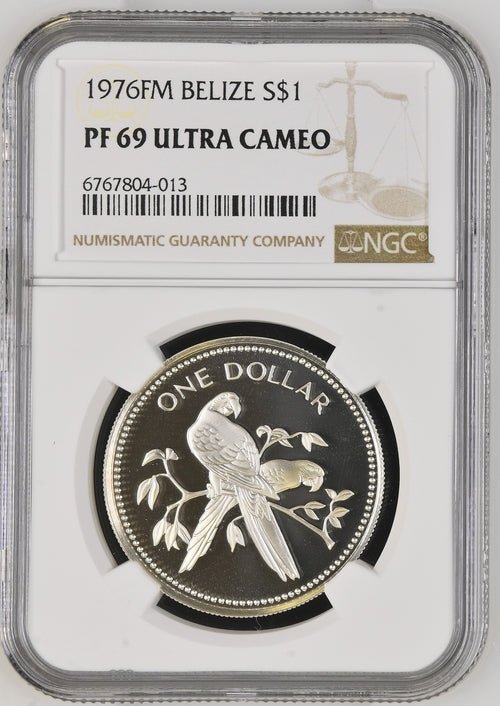 1976FM BELIZE S$1
PF 69 ULTRA CAMEO
6767804-013
NUMISMATIC GUARANTY COMPANY
NGC®
ONE DOLLAR